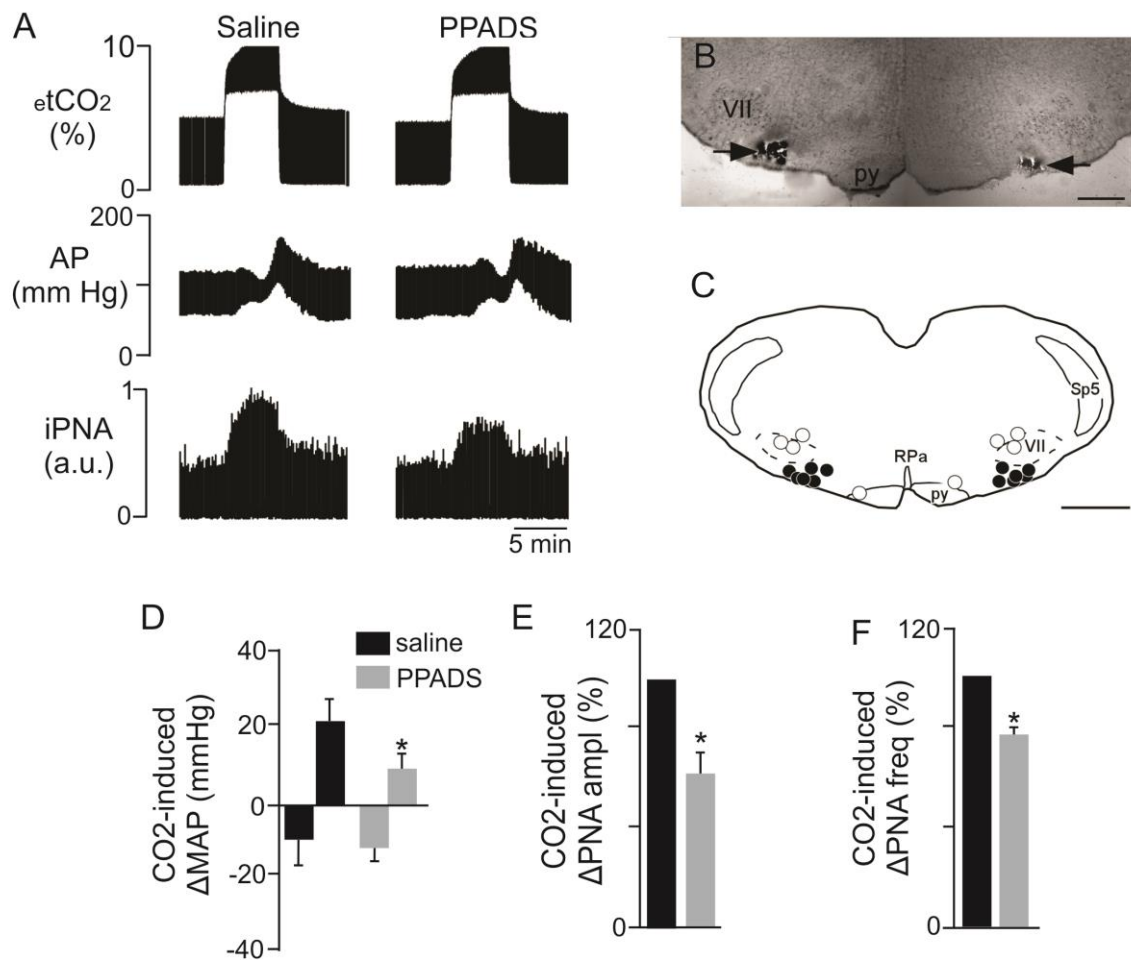 A
Saline
PPADS
10
etCO2
(%)
0
200
AP
(mm Hg)
0
1
iPNA
(a.u.)
0
5 min
B
VII
py
C
Sp5
VII
RPa
py
D
saline
PPADS
40
20
0
-20
-40
CO2-induced
ΔMAP (mmHg)
*
E
120
0
CO2-induced
ΔPNA ampl (%)
*
F
120
0
CO2-induced
ΔPNA freq (%)
*